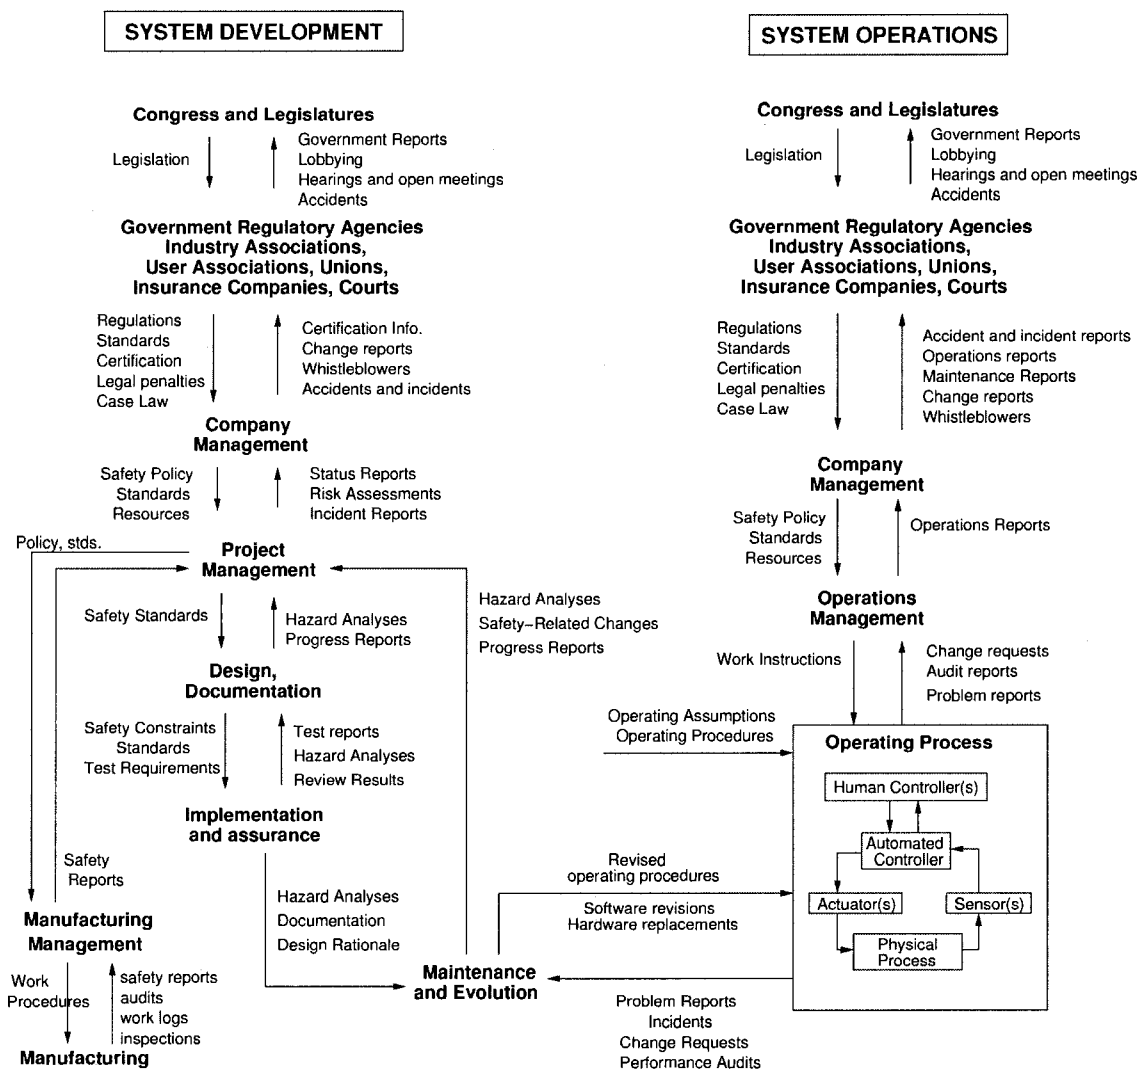 SYSTEM DEVELOPMENT
Congress and Legislatures
Legislation
Government Reports
Lobbying
Hearings and open meetings
Accidents
Government Regulatory Agencies
Industry Associations,
User Associations, Unions,
Insurance Companies, Courts
Regulations
Standards
Certification
Legal penalties
Case Law
Certification Info.
Change reports
Whistleblowers
Accidents and incidents
Company
Management
Safety Policy
Standards
Resources
Status Reports
Risk Assessments
Incident Reports
Policy, stds.
Project
Management
Safety Standards
Hazard Analyses
Progress Reports
Hazard Analyses
Safety-Related Changes
Progress Reports
Design,
Documentation
Safety Constraints
Standards
Test Requirements
Test reports
Hazard Analyses
Review Results
Implementation
and assurance
Safety
Reports
Hazard Analyses
Documentation
Design Rationale
Manufacturing
Management
Work
Procedures
safety reports
audits
work logs
inspections
Manufacturing
Maintenance
and Evolution
SYSTEM OPERATIONS
Congress and Legislatures
Legislation
Government Reports
Lobbying
Hearings and open meetings
Accidents
Government Regulatory Agencies
Industry Associations,
User Associations, Unions,
Insurance Companies, Courts
Regulations
Standards
Certification
Legal penalties
Case Law
Accident and incident reports
Operations reports
Maintenance Reports
Change reports
Whistleblowers
Company
Management
Safety Policy
Standards
Resources
Operations Reports
Operations
Management
Work Instructions
Change requests
Audit reports
Problem reports
Operating Assumptions
Operating Procedures
Operating Process
Human Controller(s)
Automated
Controller
Actuator(s)
Sensor(s)
Physical
Process
Revised
operating procedures
Software revisions
Hardware replacements
Problem Reports
Incidents
Change Requests
Performance Audits